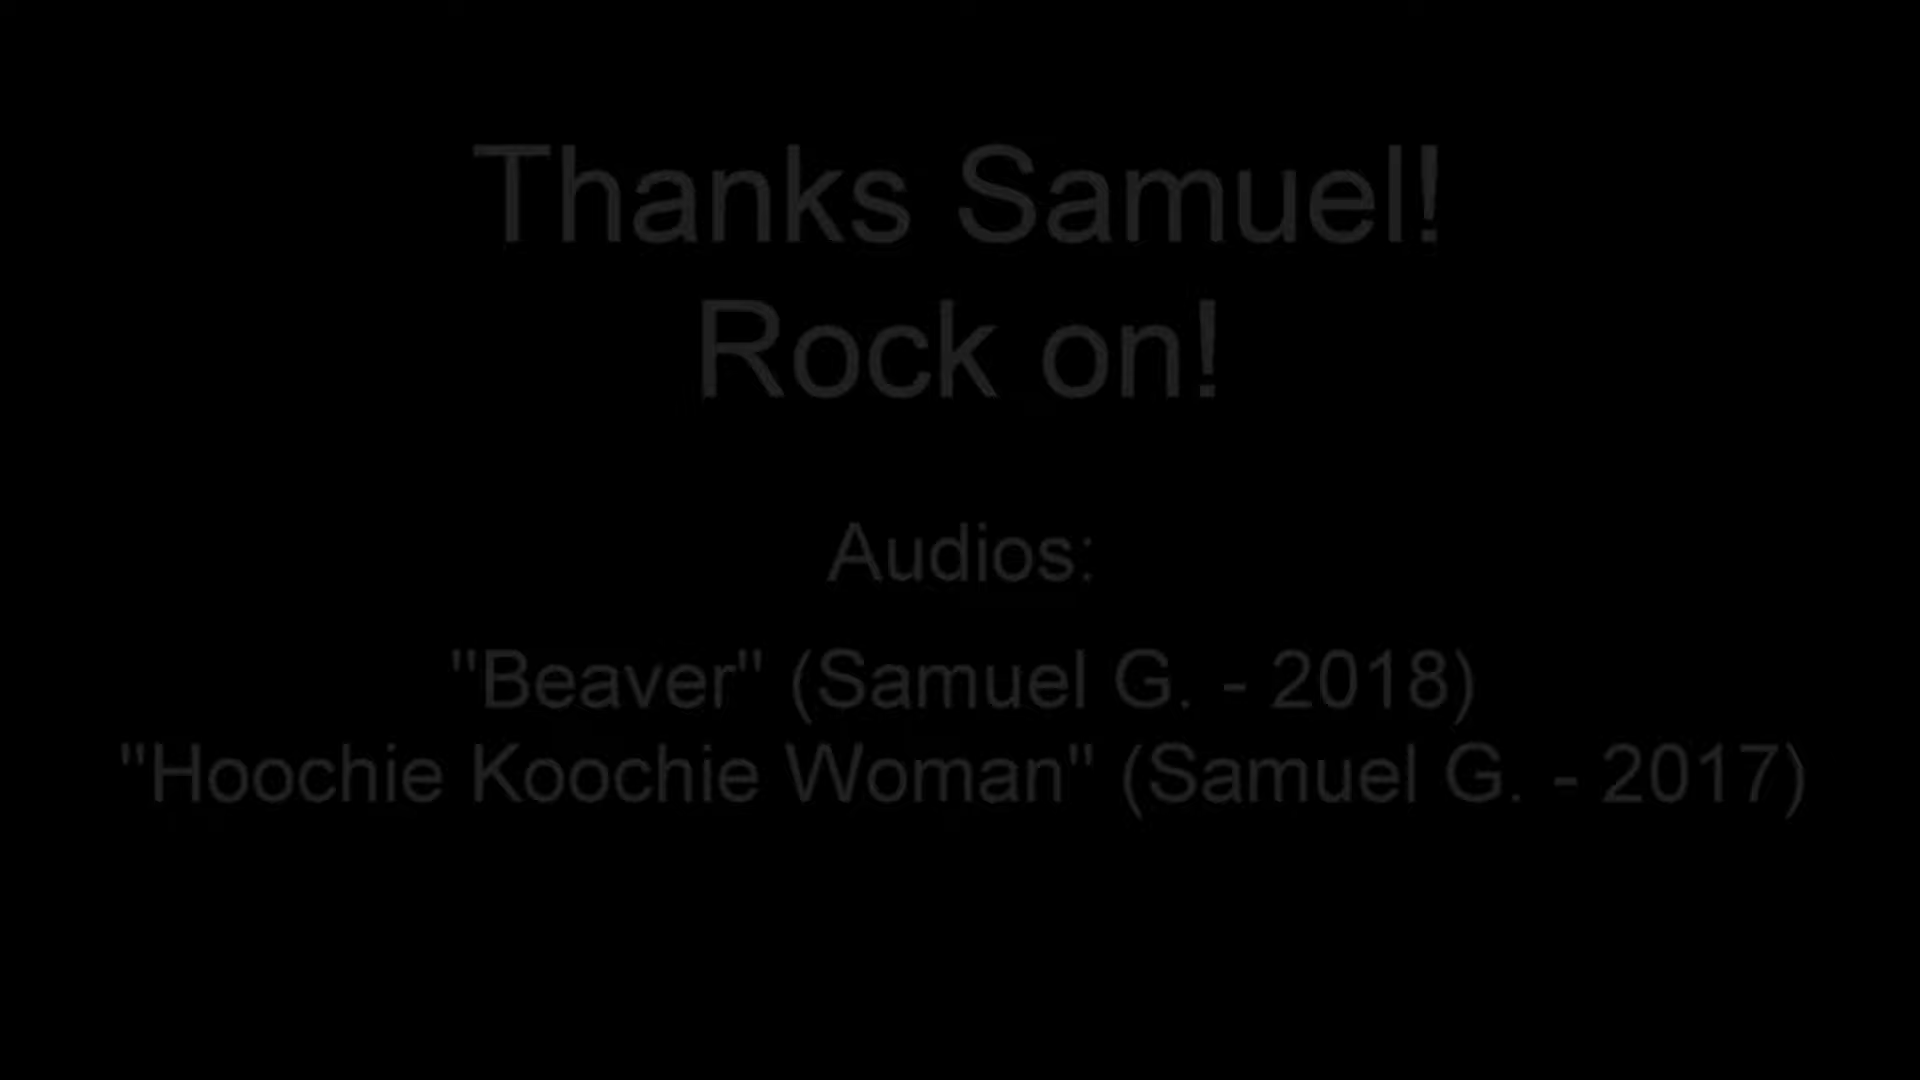 Thanks Samuel!
Rock on!
Audios:
"Beaver" (Samuel G. - 2018)
"Hoochie Koochie Woman" (Samuel G. - 2017)